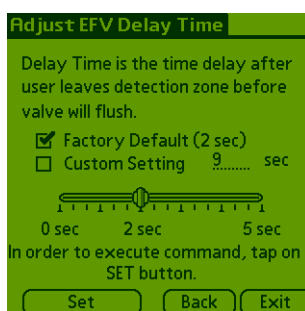 Adjust EFV Delay Time
Delay Time is the time delay after
user leaves detection zone before
valve will flush.
Factory Default (2 sec)
Custom Setting 9 sec
0 sec 2 sec 5 sec
In order to execute command, tap on
SET button.
Set Back Exit